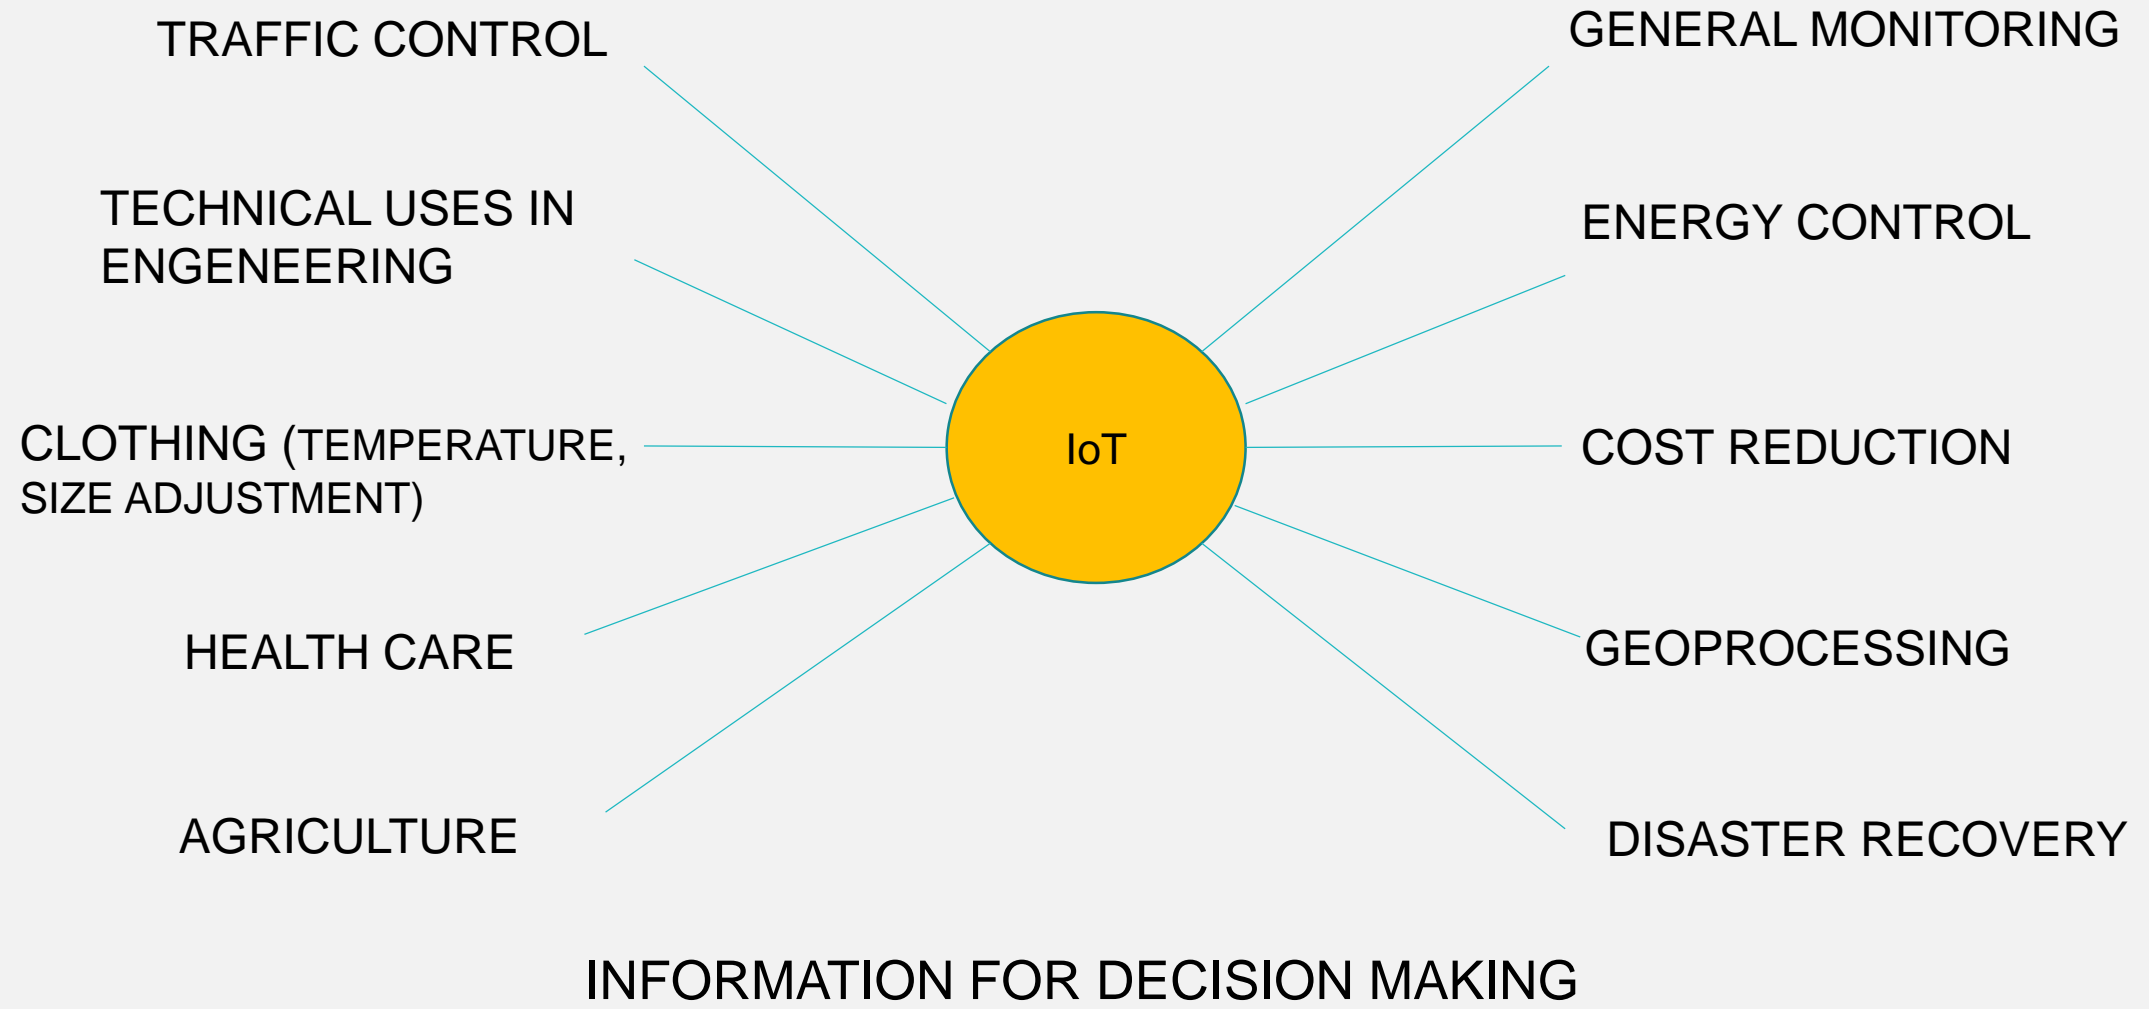 TRAFFIC CONTROL
TECHNICAL USES IN
ENGENEERING
CLOTHING (TEMPERATURE,
SIZE ADJUSTMENT)
HEALTH CARE
AGRICULTURE
IoT
GENERAL MONITORING
ENERGY CONTROL
COST REDUCTION
GEOPROCESSING
DISASTER RECOVERY
INFORMATION FOR DECISION MAKING